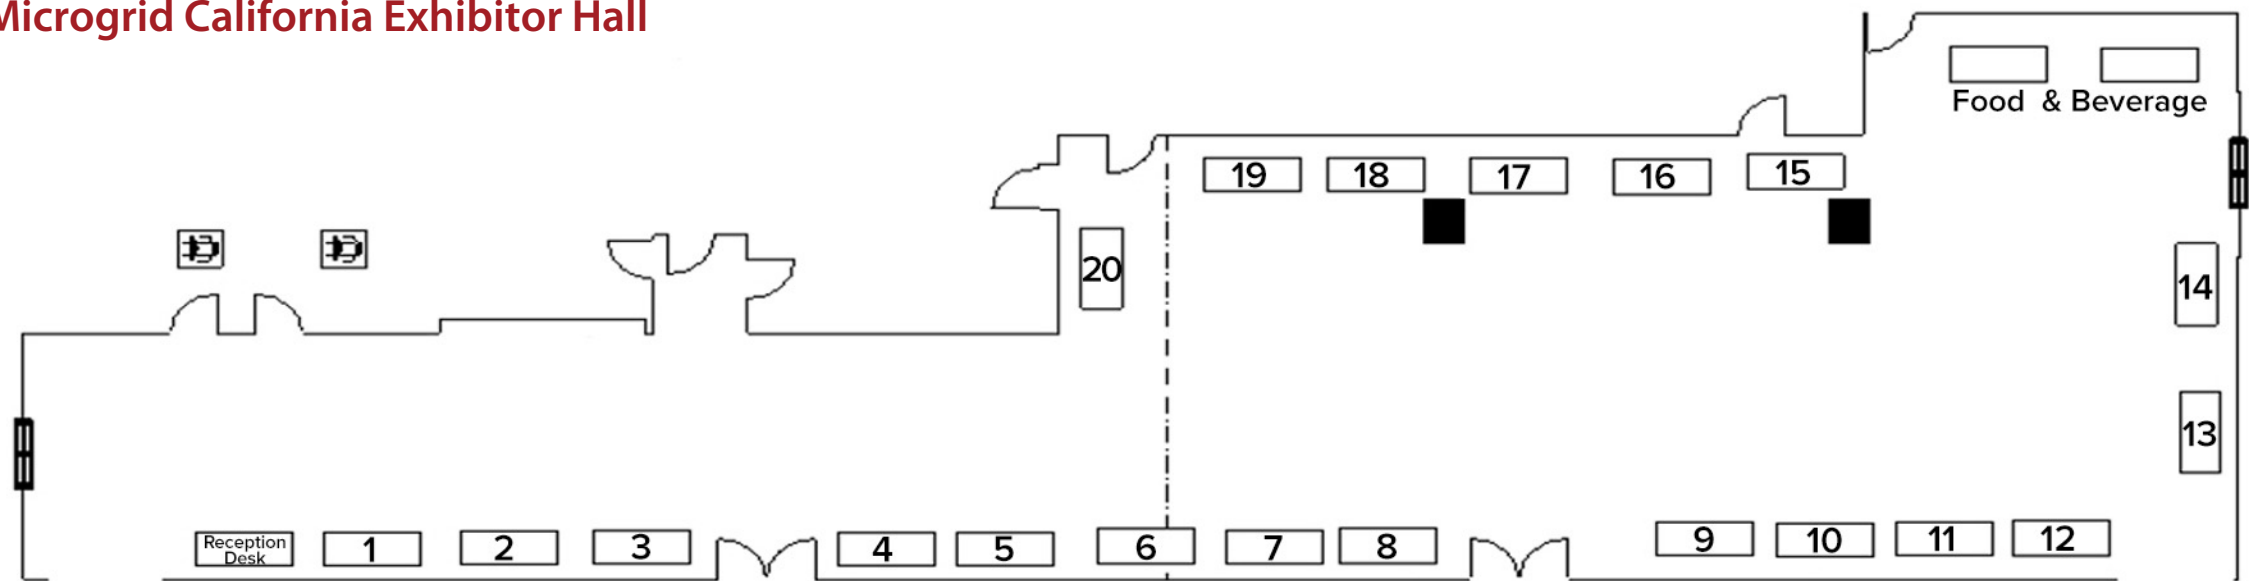 Microgrid California Exhibitor Hall
Food & Beverage
19 18 17 16 15
20
14
13
Reception
Desk
1 2 3 4 5 6 7 8 9 10 11 12